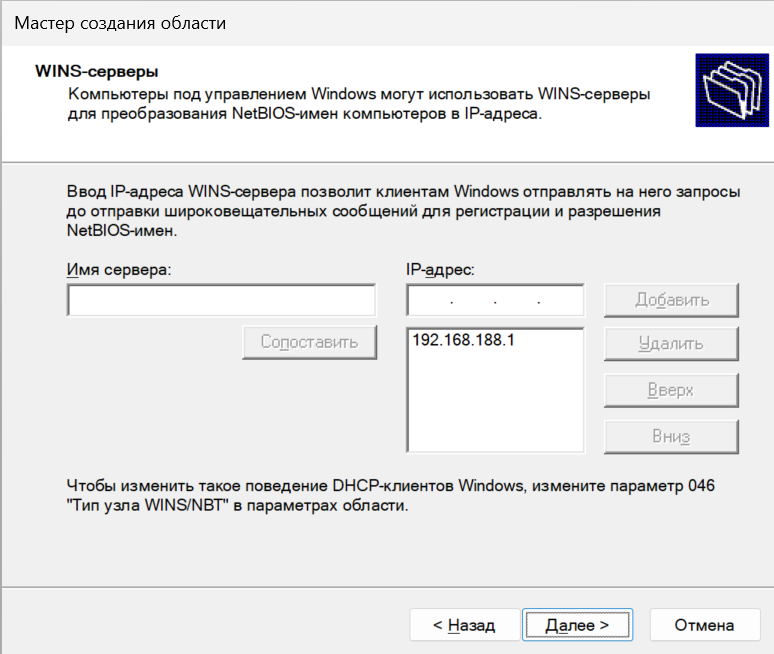 Мастер создания области
WINS-серверы
Компьютеры под управлением Windows могут использовать WINS-серверы
для преобразования NetBIOS-имен компьютеров в IP-адреса.
Ввод IP-адреса WINS-сервера позволит клиентам Windows отправлять на него запросы
до отправки широковещательных сообщений для регистрации и разрешения
NetBIOS-имен.
Имя сервера:
IP-адрес:
. . .
Добавить
Сопоставить
192.168.188.1
Удалить
Вверх
Вниз
Чтобы изменить такое поведение DHCP-клиентов Windows, измените параметр 046
"Тип узла WINS/NBT" в параметрах области.
< Назад
Далее >
Отмена